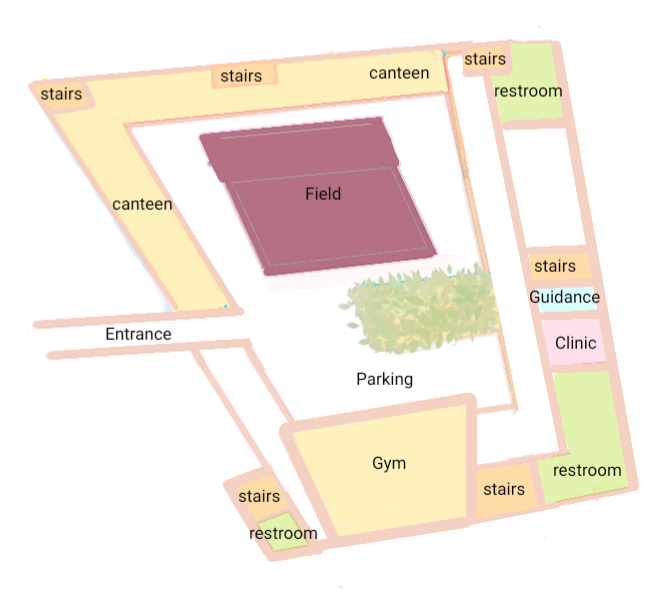 stairs
stairs
canteen
stairs
restroom
canteen
Field
stairs
Guidance
Entrance
Clinic
Parking
Gym
restroom
stairs
stairs
restroom